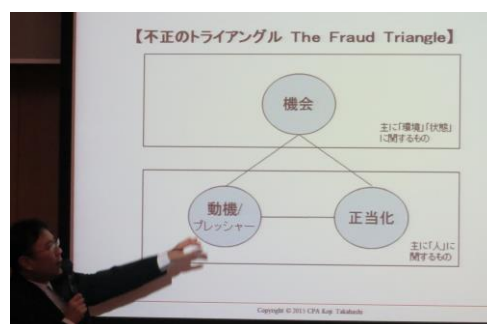 【不正のトライアングル The Fraud Triangle】
機会
主に「環境」「状態」
に関するもの
動機/
プレッシャー
正当化
主に「人」に
関するもの
Copyright © 2011 CPA Koji Takahashi